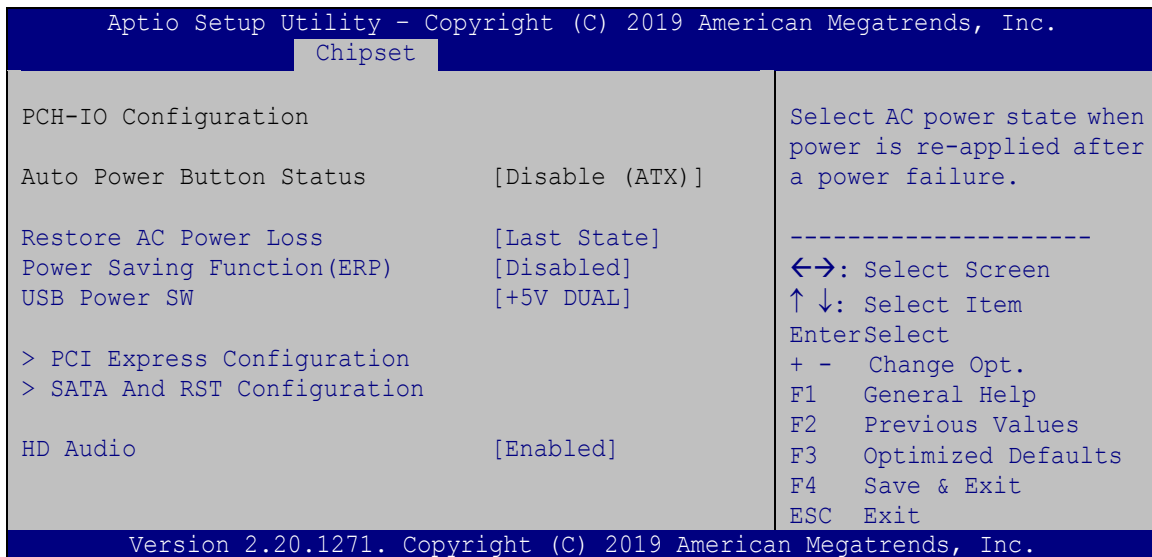 Aptio Setup Utility – Copyright (C) 2019 American Megatrends, Inc.
Chipset
PCH-IO Configuration
Auto Power Button Status [Disable (ATX)]
Restore AC Power Loss [Last State]
Power Saving Function(ERP) [Disabled]
USB Power SW [+5V DUAL]
> PCI Express Configuration
> SATA And RST Configuration
HD Audio [Enabled]
Select AC power state when
power is re-applied after
a power failure.
---------------------
←→: Select Screen
↑ ↓: Select Item
EnterSelect
+ - Change Opt.
F1 General Help
F2 Previous Values
F3 Optimized Defaults
F4 Save & Exit
ESC Exit
Version 2.20.1271. Copyright (C) 2019 American Megatrends, Inc.